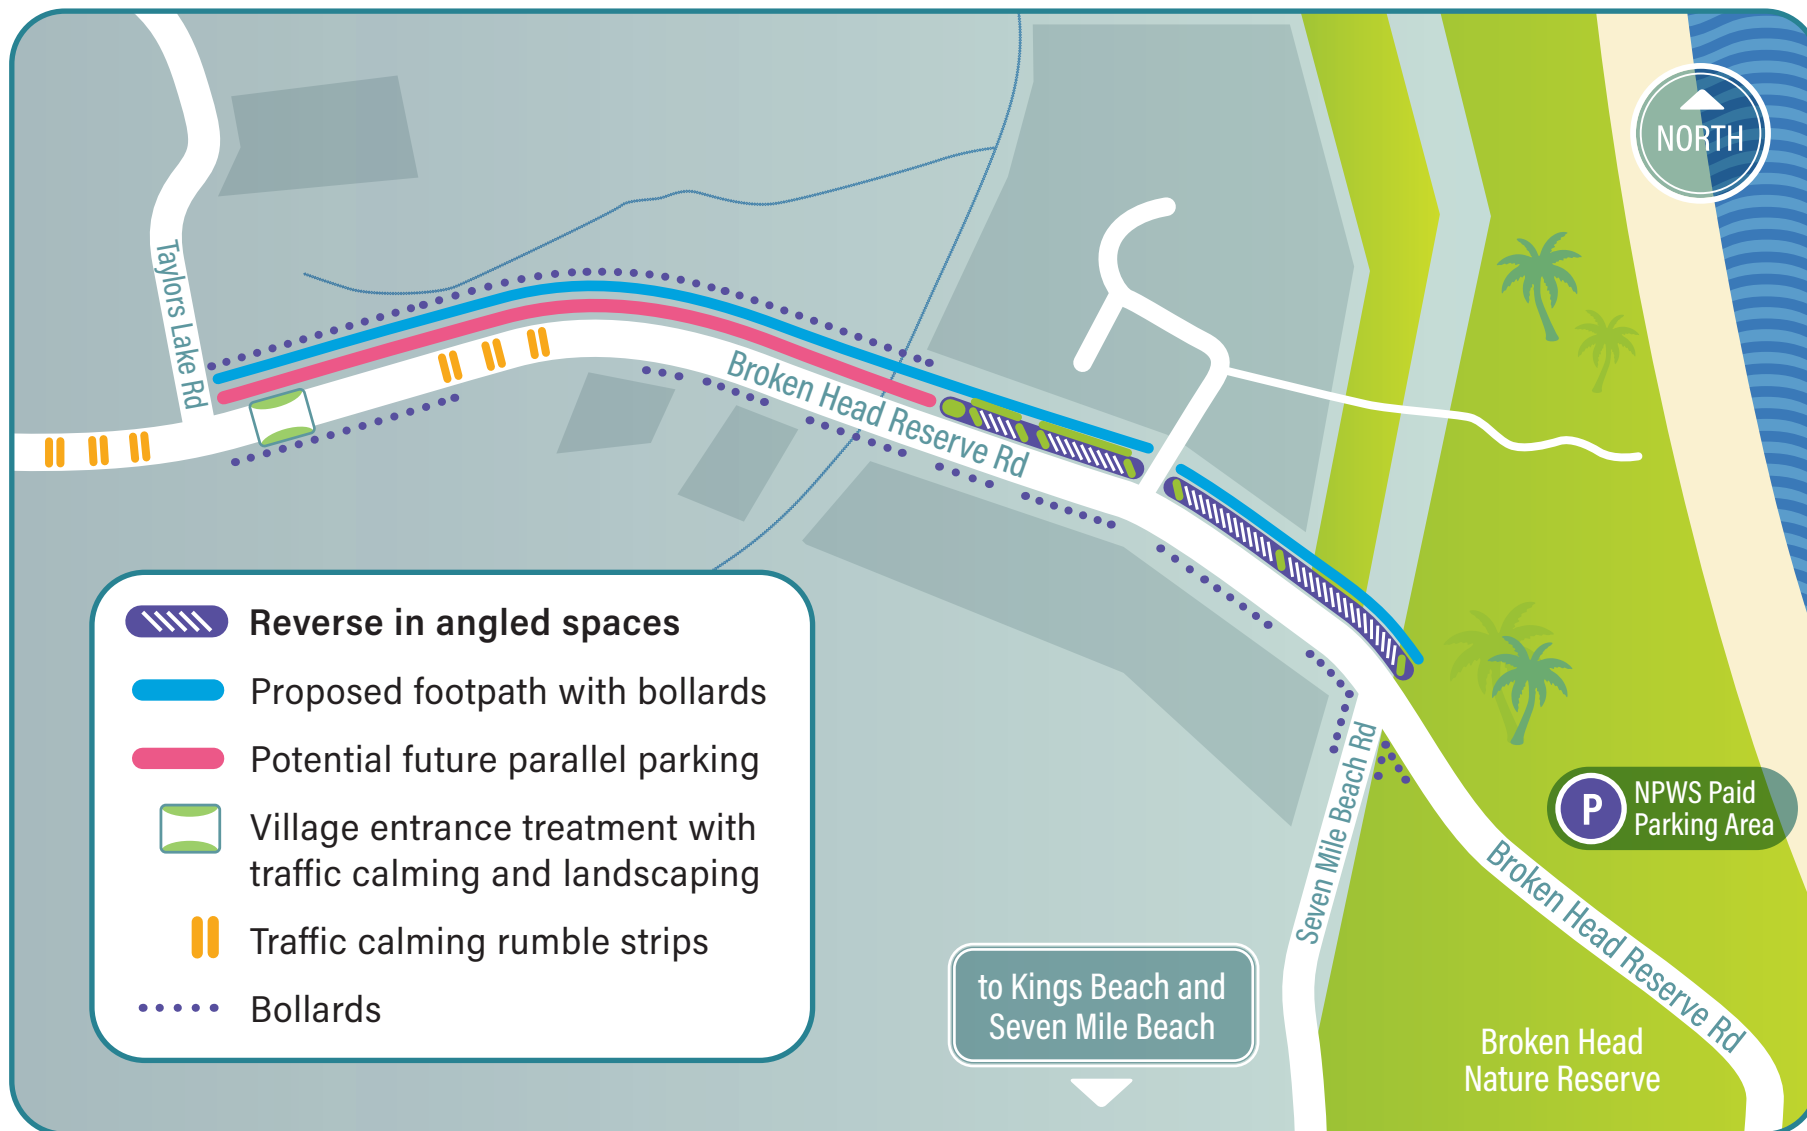 NORTH
Taylors Lake Rd
Broken Head Reserve Rd
Reverse in angled spaces
Proposed footpath with bollards
Potential future parallel parking
Village entrance treatment with
traffic calming and landscaping
Traffic calming rumble strips
Bollards
Seven Mile Beach Rd
P
NPWS Paid
Parking Area
Broken Head Reserve Rd
to Kings Beach and
Seven Mile Beach
Broken Head
Nature Reserve